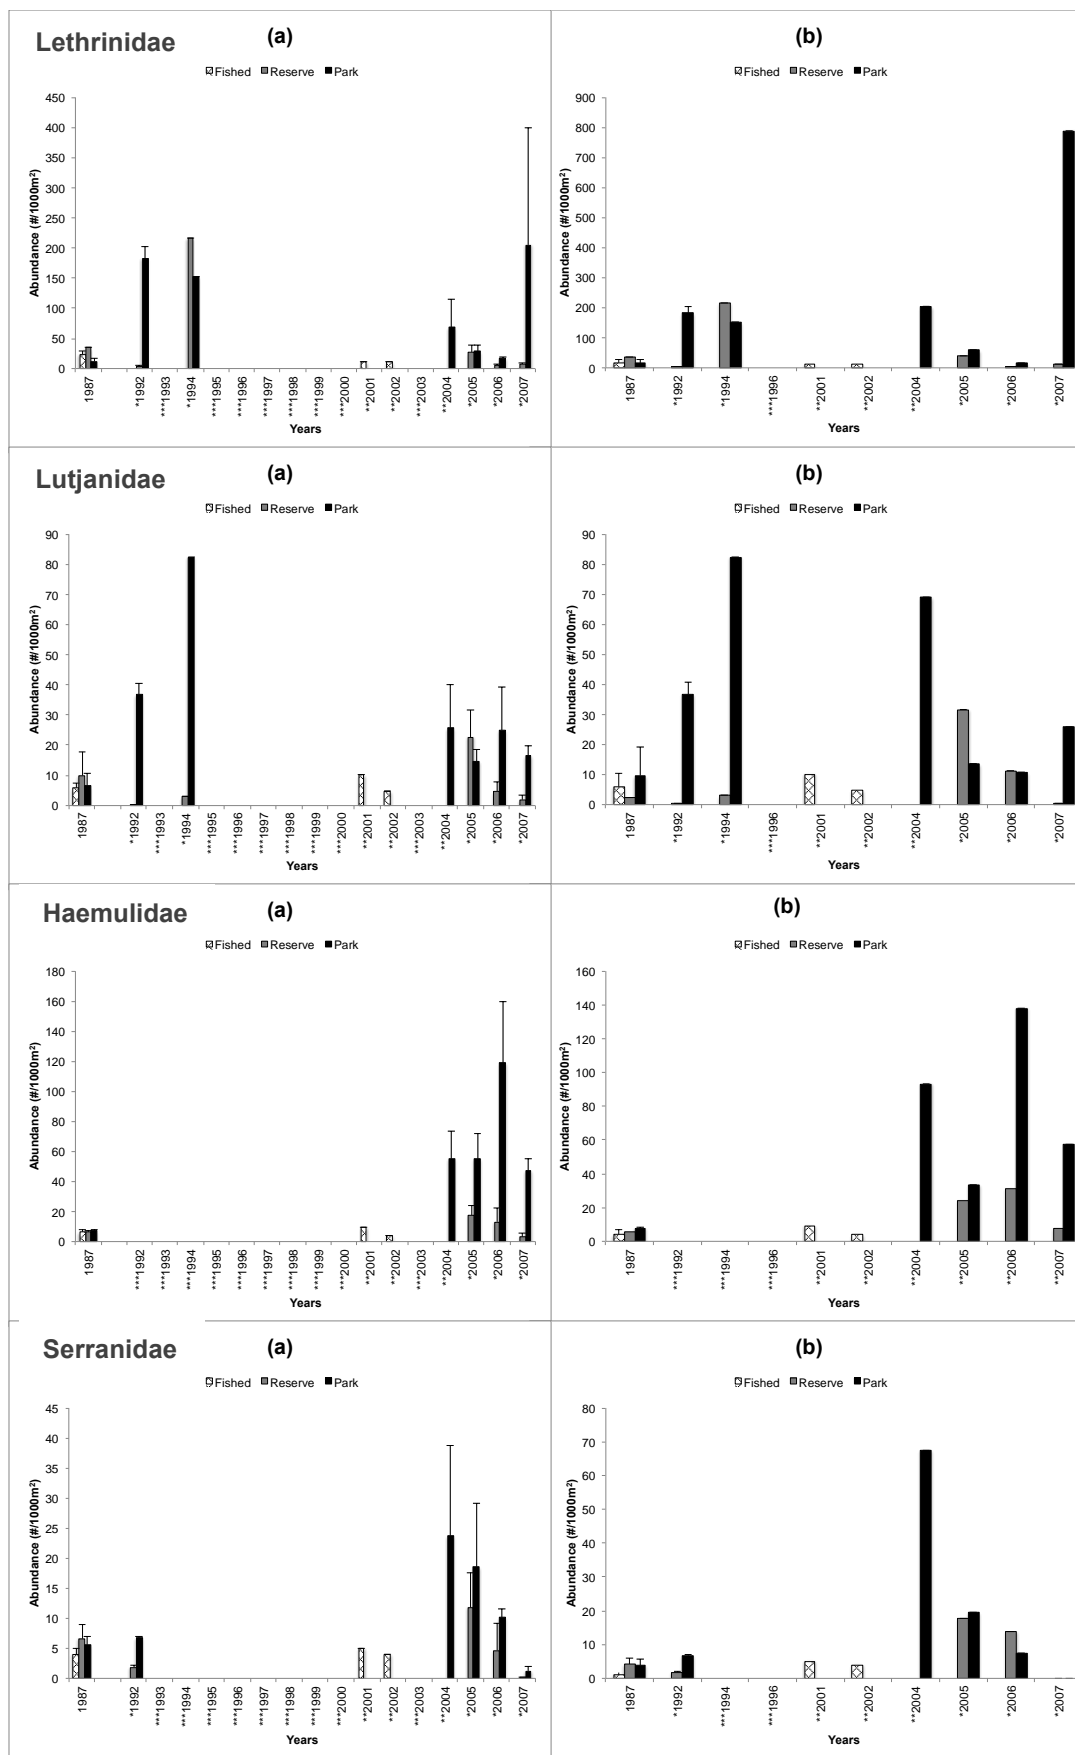 Lethrinidae
(a)
Fished Reserve Park
Abundance (#/1000m²)
450
400
350
300
250
200
150
100
50
0
1987 *1992 ***1993 *1994 ***1995 ***1996 ***1997 ***1998 ***1999 ***2000 **2001 **2002 ***2003 **2004 *2005 *2006 *2007
Years
(b)
Fished Reserve Park
Abundance (#/1000m²)
900
800
700
600
500
400
300
200
100
0
1987 *1992 *1994 ***1996 **2001 **2002 **2004 *2005 *2006 *2007
Years
Lutjanidae
(a)
Fished Reserve Park
Abundance (#/1000m²)
90
80
70
60
50
40
30
20
10
0
1987 *1992 ***1993 *1994 ***1995 ***1996 ***1997 ***1998 ***1999 ***2000 **2001 **2002 ***2003 **2004 *2005 *2006 *2007
Years
(b)
Fished Reserve Park
Abundance (#/1000m²)
90
80
70
60
50
40
30
20
10
0
1987 *1992 *1994 ***1996 **2001 **2002 **2004 *2005 *2006 *2007
Years
Haemulidae
(a)
Fished Reserve Park
Abundance (#/1000m²)
180
160
140
120
100
80
60
40
20
0
1987 ***1992 ***1993 ***1994 ***1995 ***1996 ***1997 ***1998 ***1999 ***2000 **2001 **2002 ***2003 **2004 *2005 *2006 *2007
Years
(b)
Fished Reserve Park
Abundance (#/1000m²)
160
140
120
100
80
60
40
20
0
1987 ***1992 ***1994 ***1996 **2001 **2002 **2004 **2005 **2006 **2007
Years
Serranidae
(a)
Fished Reserve Park
Abundance (#/1000m²)
45
40
35
30
25
20
15
10
5
0
1987 *1992 ***1993 ***1994 ***1995 ***1996 ***1997 ***1998 ***1999 ***2000 **2001 **2002 ***2003 **2004 *2005 *2006 *2007
Years
(b)
Fished Reserve Park
Abundance (#/1000m²)
80
70
60
50
40
30
20
10
0
1987 *1992 ***1994 ***1996 **2001 **2002 **2004 *2005 *2006 *2007
Years